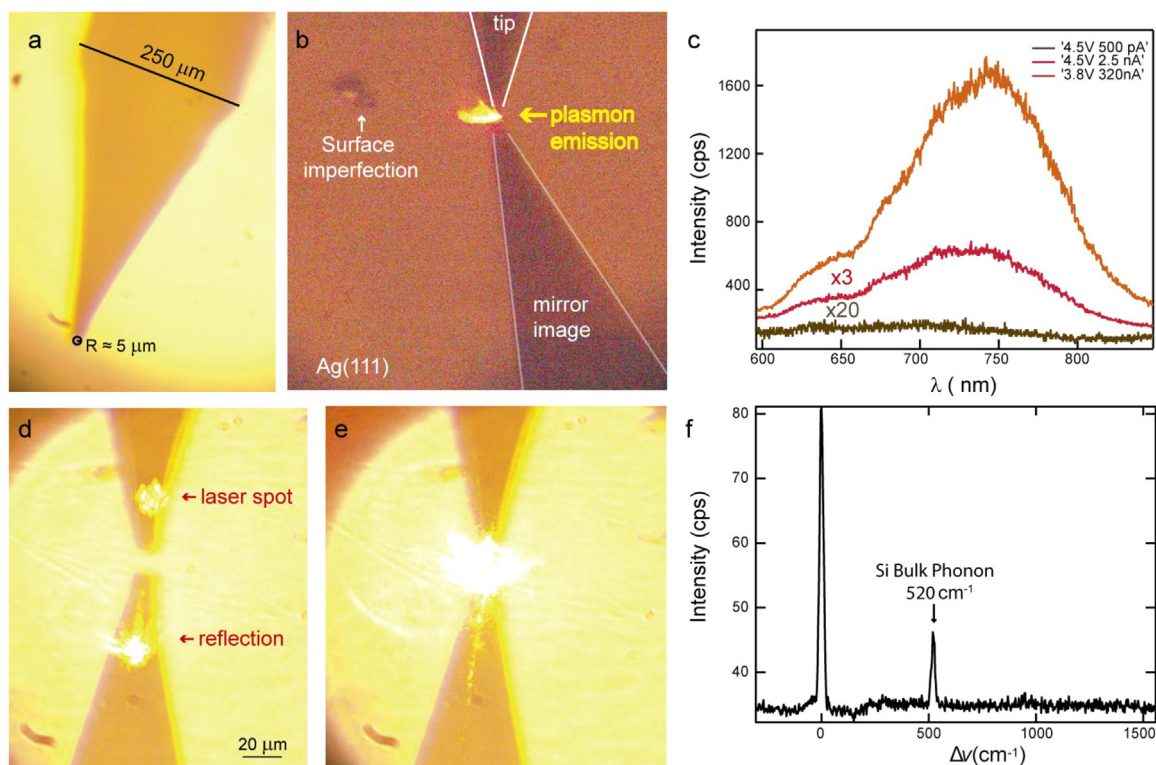 a
250 μm
R ≈ 5 μm
b
tip
Surface
imperfection
plasmon
emission
mirror
image
Ag(111)
c
'4.5V 500 pA'
'4.5V 2.5 nA'
'3.8V 320nA'
1600
1200
800
400
Intensity (cps)
x3
x20
600
650
700
750
800
λ ( nm)
d
laser spot
reflection
20 μm
e
f
80
70
60
50
40
Intensity (cps)
Si Bulk Phonon
520 cm⁻¹
0
500
1000
1500
Δν(cm⁻¹)